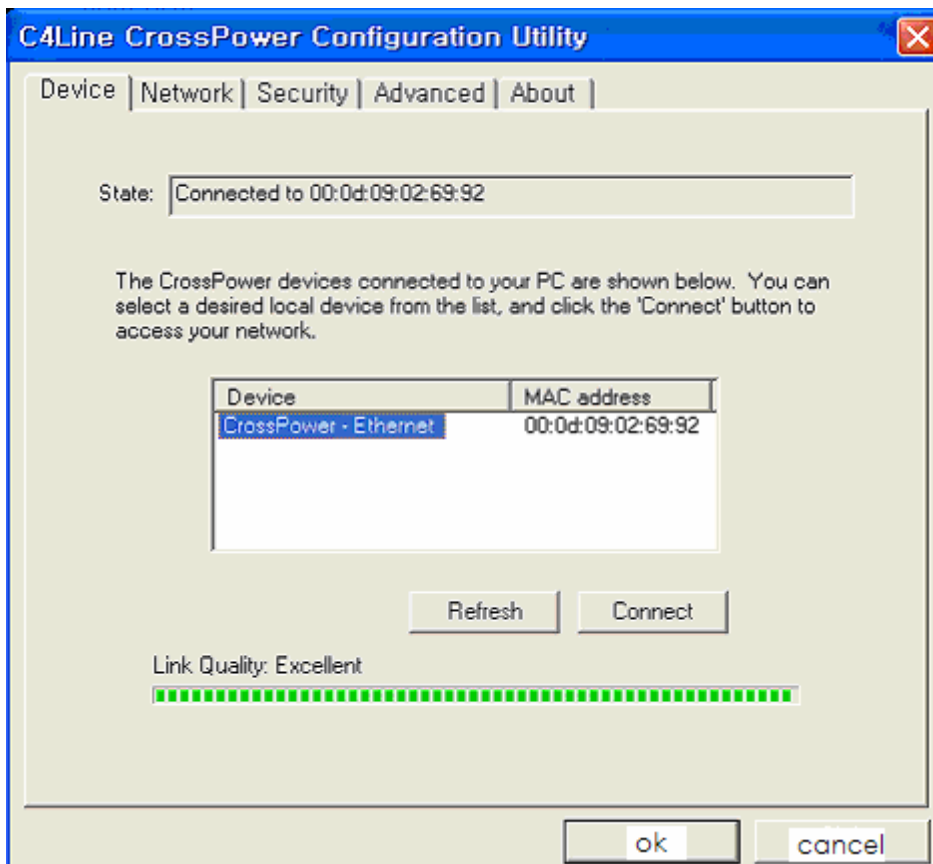 C4Line CrossPower Configuration Utility
Device Network Security Advanced About
State: Connected to 00:0d:09:02:69:92
The CrossPower devices connected to your PC are shown below. You can
select a desired local device from the list, and click the 'Connect' button to
access your network.
Device MAC address
CrossPower - Ethernet 00:0d:09:02:69:92
Refresh Connect
Link Quality: Excellent
ok cancel